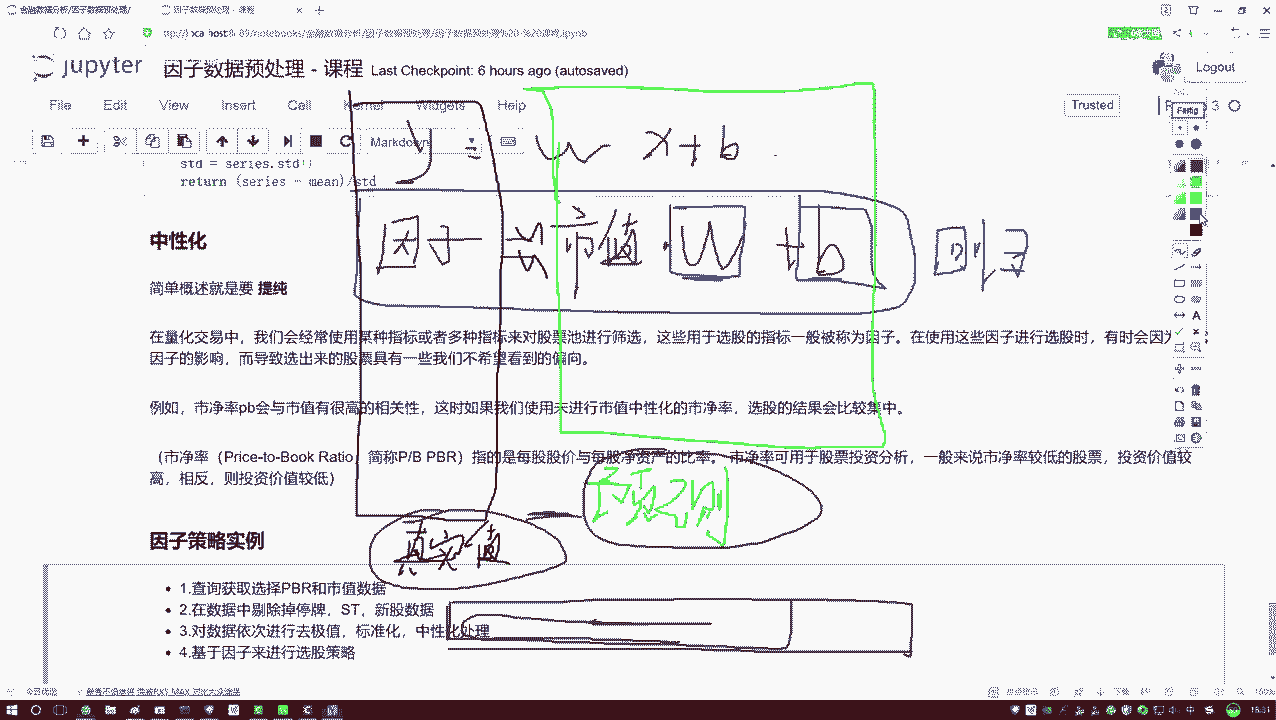 jupyter 因子数据预处理 - 课程 Last Checkpoint: 6 hours ago (autosaved)
Logout
File Edit View Insert Cell Kernel Widgets Help
Trusted
3
Fertig
Markdown
y = w x + b
std = series.std()
return (series - mean)/std
中性化
因子 = 市值 · W + b
回归
简单概述就是要 提纯
在量化交易中，我们会经常使用某种指标或者多种指标来对股票池进行筛选，这些用于选股的指标一般被称为因子。在使用这些因子进行选股时，有时会因为
因子的影响，而导致选出来的股票具有一些我们不希望看到的偏向。
例如，市净率pb会与市值有很高的相关性，这时如果我们使用未进行市值中性化的市净率，选股的结果会比较集中。
（市净率（Price-to-Book Ratio，简称P/B PBR）指的是每股股价与每股净资产的比率。 市净率可用于股票投资分析，一般来说市净率较低的股票，投资价值较
高，相反，则投资价值较低）
预测
真实值
因子策略实例
1.查询获取选择PBR和市值数据
2.在数据中剔除掉停牌，ST，新股数据
3.对数据依次进行去极值，标准化，中性化处理
4.基于因子来进行选股策略